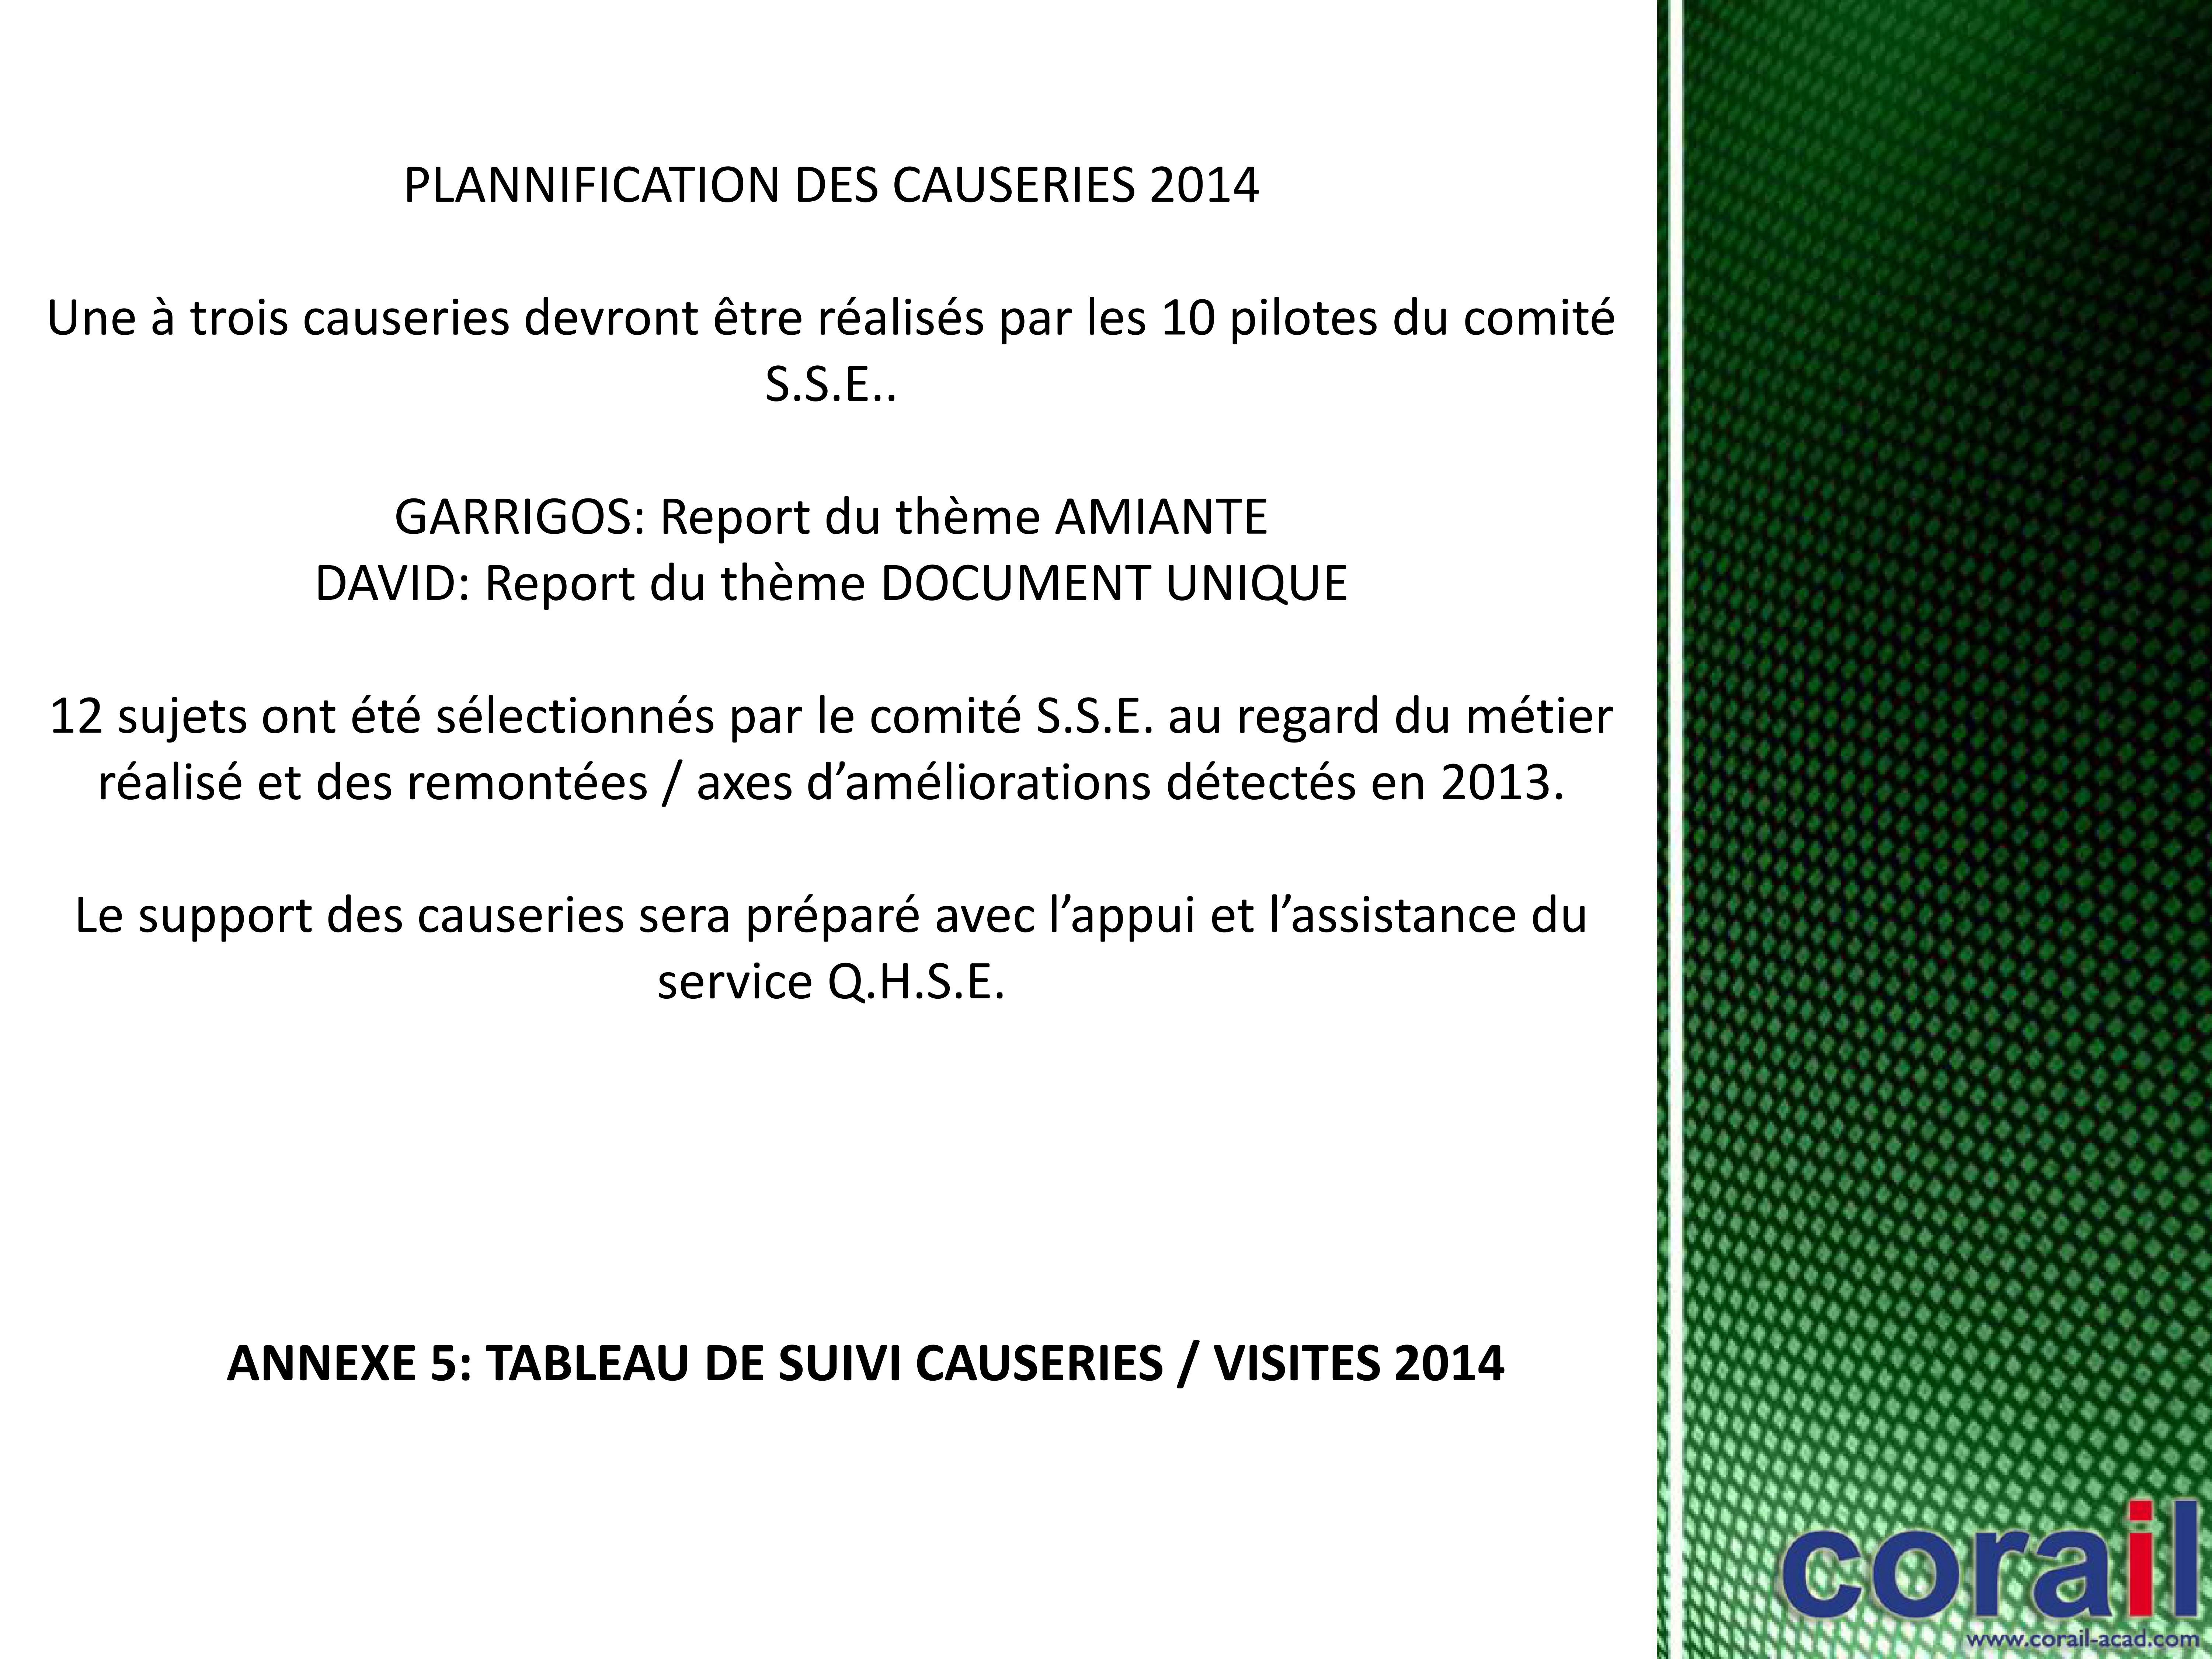 PLANNIFICATION DES CAUSERIES 2014
Une à trois causeries devront être réalisés par les 10 pilotes du comité
S.S.E..
GARRIGOS: Report du thème AMIANTE
DAVID: Report du thème DOCUMENT UNIQUE
12 sujets ont été sélectionnés par le comité S.S.E. au regard du métier
réalisé et des remontées / axes d’améliorations détectés en 2013.
Le support des causeries sera préparé avec l’appui et l’assistance du
service Q.H.S.E.
ANNEXE 5: TABLEAU DE SUIVI CAUSERIES / VISITES 2014
corail
www.corail-acad.com